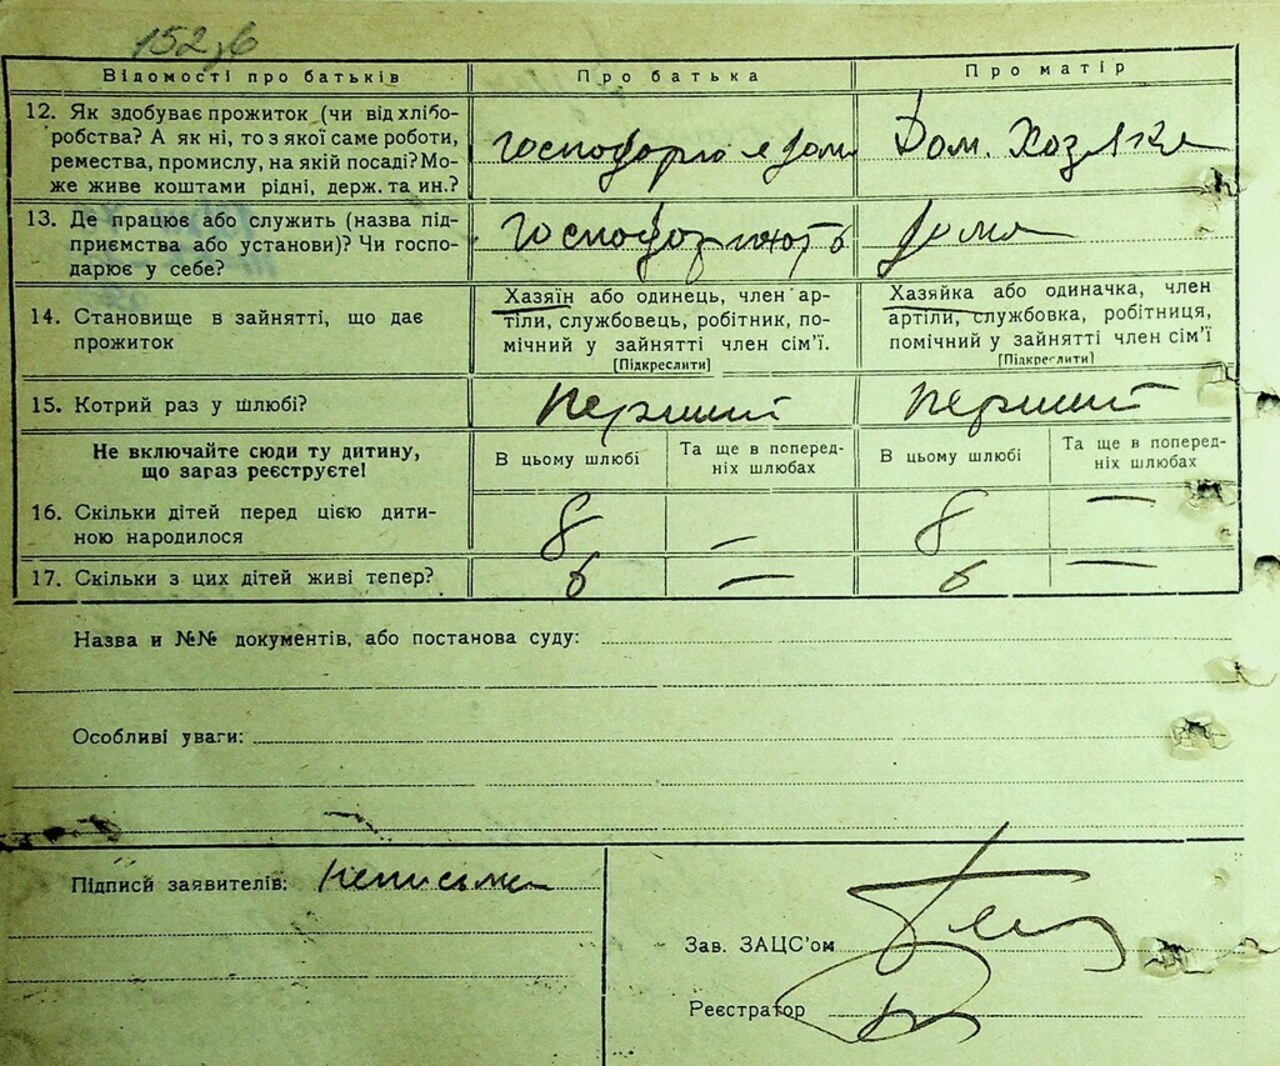 152зв
Відомості про батьків
Про батька
Про матір
12. Як здобуває прожиток (чи від хлібо-
робства? А як ні, то з якої саме роботи,
ремества, промислу, на якій посаді? Мо-
же живе коштами рідні, держ. та ин.?
Дом. Хозяйка
13. Де працює або служить (назва під-
приємства або установи)? Чи госпо-
дарює у себе?
дома
14. Становище в зайнятті, що дає
прожиток
Хазяїн або одинець, член ар-
тіли, службовець, робітник, по-
мічний у зайнятті член сім'ї.
[Підкреслити]
Хазяйка або одиначка, член
артіли, службовка, робітниця,
помічний у зайнятті член сім'ї
[Підкреслити]
15. Котрий раз у шлюбі?
перший
перший
Не включайте сюди ту дитину,
що загаз реєструєте!
В цьому шлюбі
Та ще в поперед-
ніх шлюбах
В цьому шлюбі
Та ще в поперед-
ніх шлюбах
16. Скільки дітей перед цією дити-
ною народилося
8
—
8
—
17. Скільки з цих дітей живі тепер?
6
—
6
—
Назва и №№ документів, або постанова суду:
Особливі уваги:
Підписи заявителів: неписьмен
Зав. ЗАЦС'ом
Реєстратор